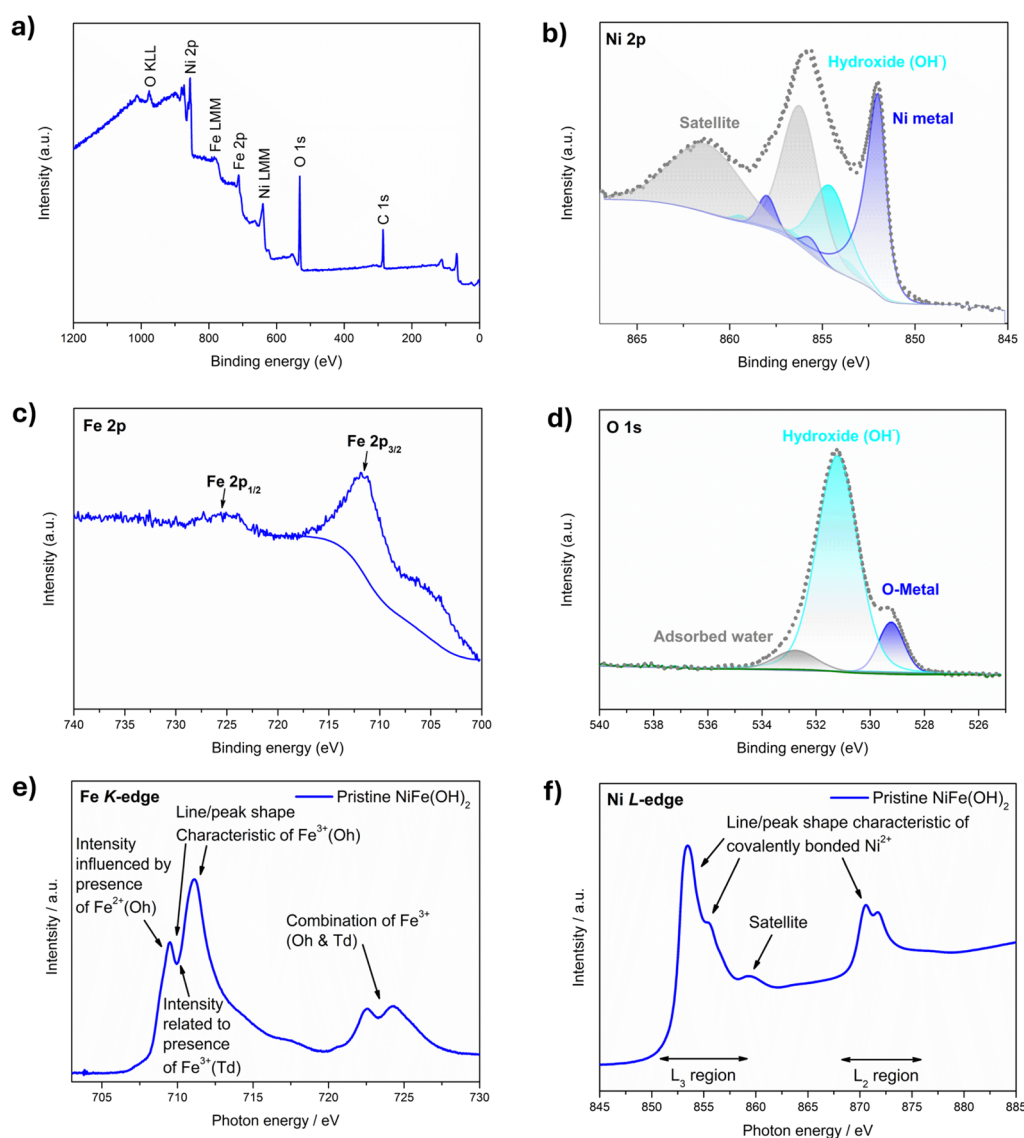 a)
O KLL
Ni 2p
Fe LMM
Fe 2p
Ni LMM
O 1s
C 1s
Intensity (a.u.)
1200 1000 800 600 400 200 0
Binding energy (eV)
b)
Ni 2p
Hydroxide (OH⁻)
Satellite
Ni metal
Intensity (a.u.)
865 860 855 850 845
Binding energy (eV)
c)
Fe 2p
Fe 2p₃/₂
Fe 2p₁/₂
Intensity (a.u.)
740 735 730 725 720 715 710 705 700
Binding energy (eV)
d)
O 1s
Hydroxide (OH⁻)
O-Metal
Adsorbed water
Intensity (a.u.)
540 538 536 534 532 530 528 526
Binding energy (eV)
e)
Fe K-edge
Pristine NiFe(OH)₂
Line/peak shape
Characteristic of Fe³⁺(Oh)
Intensity
influenced by
presence
of Fe²⁺(Oh)
Combination of Fe³⁺
(Oh & Td)
Intensity
related to
presence
of Fe³⁺(Td)
Intentsity / a.u.
705 710 715 720 725 730
Photon energy / eV
f)
Ni L-edge
Pristine NiFe(OH)₂
Line/peak shape characteristic of
covalently bonded Ni²⁺
Satellite
L₃ region
L₂ region
Intentsity / a.u.
845 850 855 860 865 870 875 880 885
Photon energy / eV